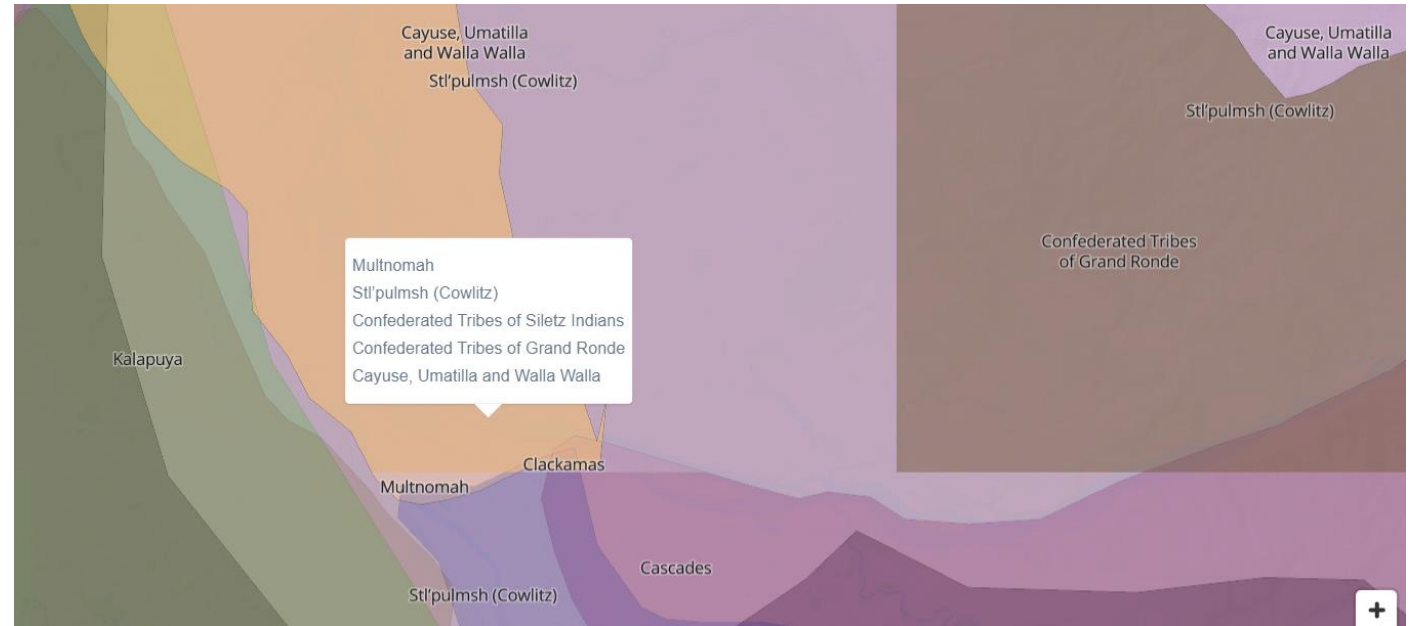 Cayuse, Umatilla
and Walla Walla
Stl'pulmsh (Cowlitz)
Cayuse, Umatilla
and Walla Walla
Stl'pulmsh (Cowlitz)
Confederated Tribes
of Grand Ronde
Multnomah
Stl'pulmsh (Cowlitz)
Confederated Tribes of Siletz Indians
Confederated Tribes of Grand Ronde
Cayuse, Umatilla and Walla Walla
Kalapuya
Clackamas
Multnomah
Cascades
Stl'pulmsh (Cowlitz)
+